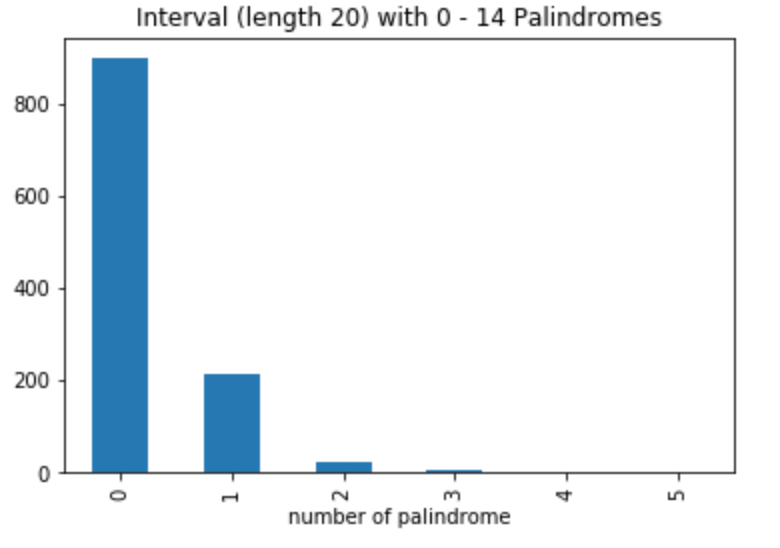 Interval (length 20) with 0 - 14 Palindromes
800
600
400
200
0
0 1 2 3 4 5
number of palindrome